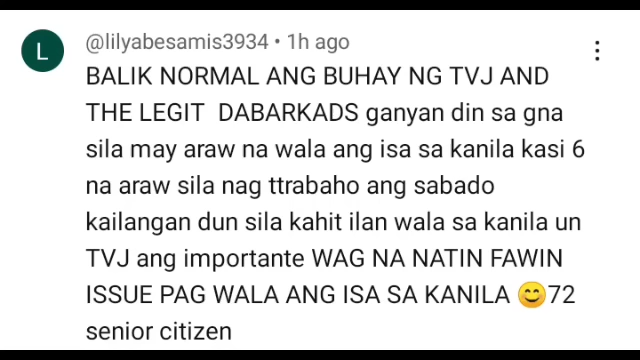 L
@lilyabesamis3934 • 1h ago
BALIK NORMAL ANG BUHAY NG TVJ AND
THE LEGIT DABARKADS ganyan din sa gna
sila may araw na wala ang isa sa kanila kasi 6
na araw sila nag ttrabaho ang sabado
kailangan dun sila kahit ilan wala sa kanila un
TVJ ang importante WAG NA NATIN FAWIN
ISSUE PAG WALA ANG ISA SA KANILA 😊72
senior citizen